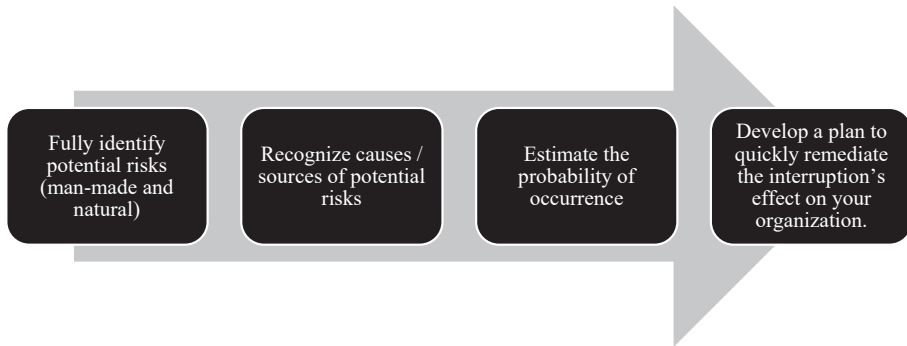 Fully identify
potential risks
(man-made and
natural)
Recognize causes /
sources of potential
risks
Estimate the
probability of
occurrence
Develop a plan to
quickly remediate
the interruption’s
effect on your
organization.